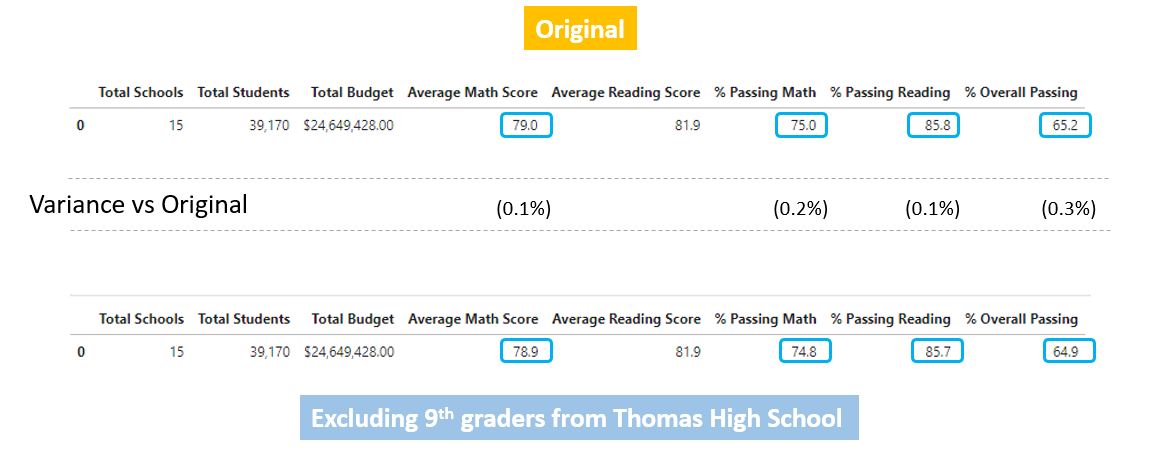 Original
Total Schools Total Students Total Budget Average Math Score Average Reading Score % Passing Math % Passing Reading % Overall Passing
0 15 39,170 $24,649,428.00 79.0 81.9 75.0 85.8 65.2
Variance vs Original (0.1%) (0.2%) (0.1%) (0.3%)
Total Schools Total Students Total Budget Average Math Score Average Reading Score % Passing Math % Passing Reading % Overall Passing
0 15 39,170 $24,649,428.00 78.9 81.9 74.8 85.7 64.9
Excluding 9th graders from Thomas High School